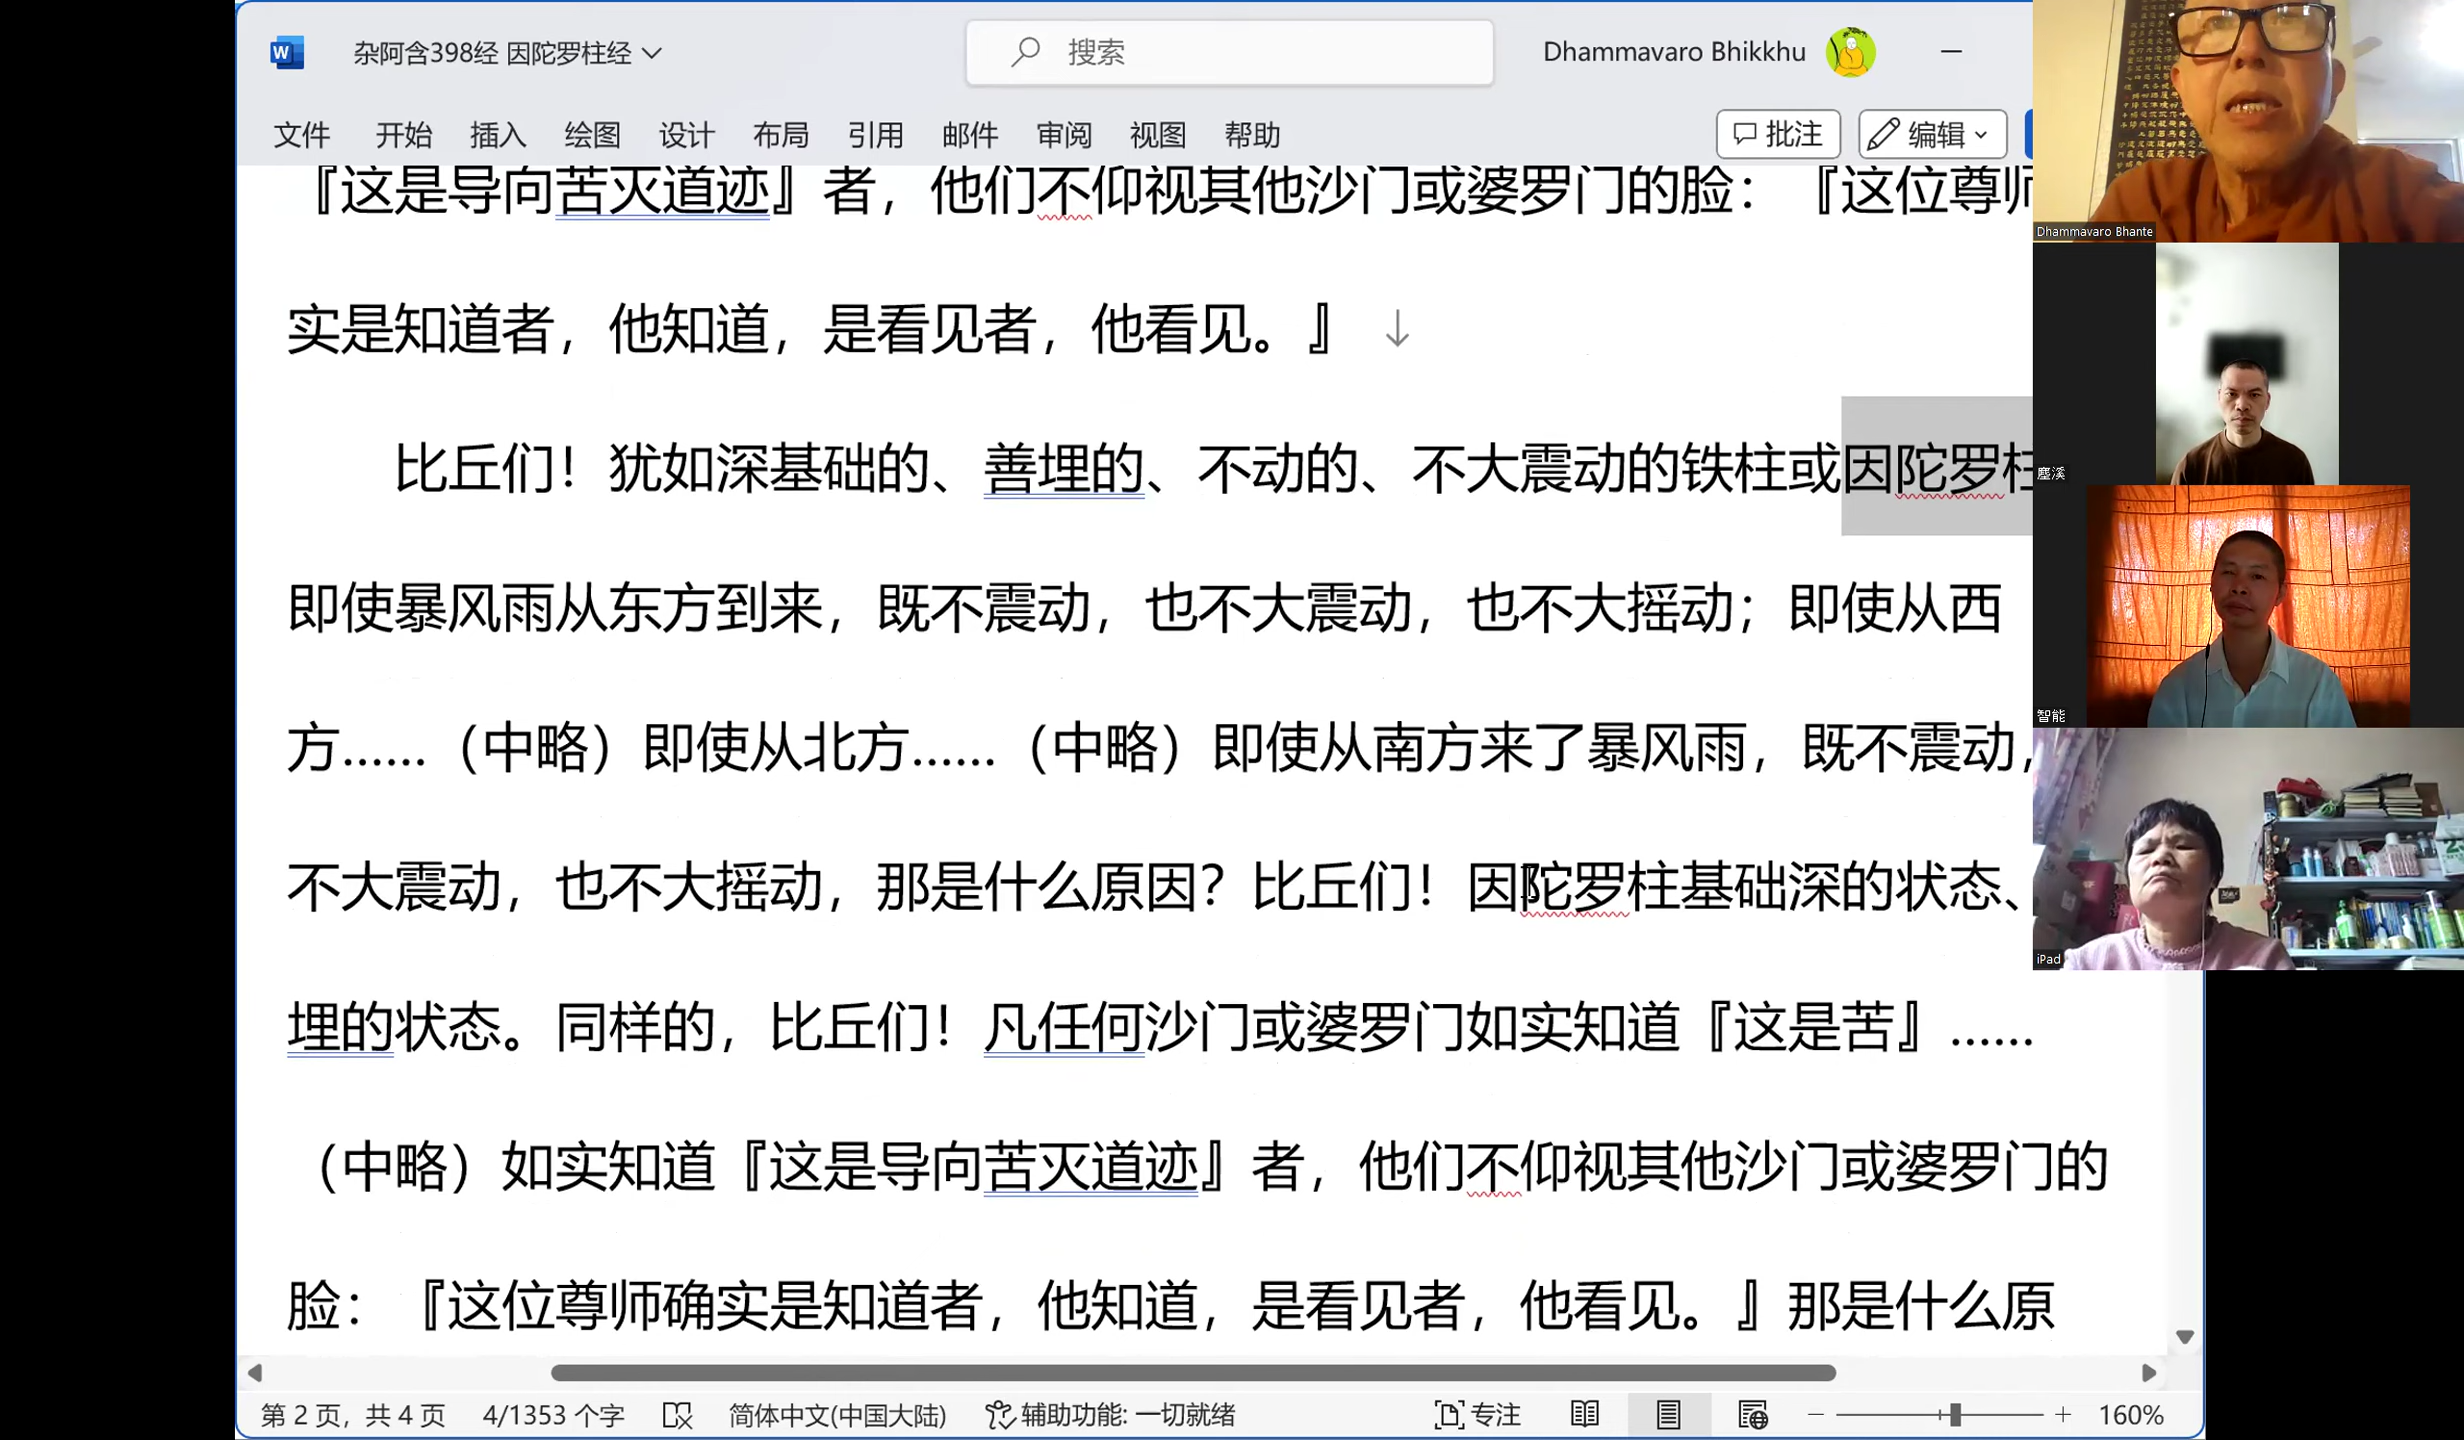 杂阿含398经 因陀罗柱经
搜索
Dhammavaro Bhikkhu
文件 开始 插入 绘图 设计 布局 引用 邮件 审阅 视图 帮助
批注 编辑
『这是导向苦灭道迹』者，他们不仰视其他沙门或婆罗门的脸：『这位尊师
实是知道者，他知道，是看见者，他看见。』↓
比丘们！犹如深基础的、善埋的、不动的、不大震动的铁柱或因陀罗柱
即使暴风雨从东方到来，既不震动，也不大震动，也不大摇动；即使从西
方……（中略）即使从北方……（中略）即使从南方来了暴风雨，既不震动，
不大震动，也不大摇动，那是什么原因？比丘们！因陀罗柱基础深的状态、
埋的状态。同样的，比丘们！凡任何沙门或婆罗门如实知道『这是苦』……
（中略）如实知道『这是导向苦灭道迹』者，他们不仰视其他沙门或婆罗门的
脸：『这位尊师确实是知道者，他知道，是看见者，他看见。』那是什么原
第 2 页，共 4 页 4/1353 个字 简体中文(中国大陆) 辅助功能: 一切就绪 专注 160%
Dhammavaro Bhante
塵溪
智能
iPad